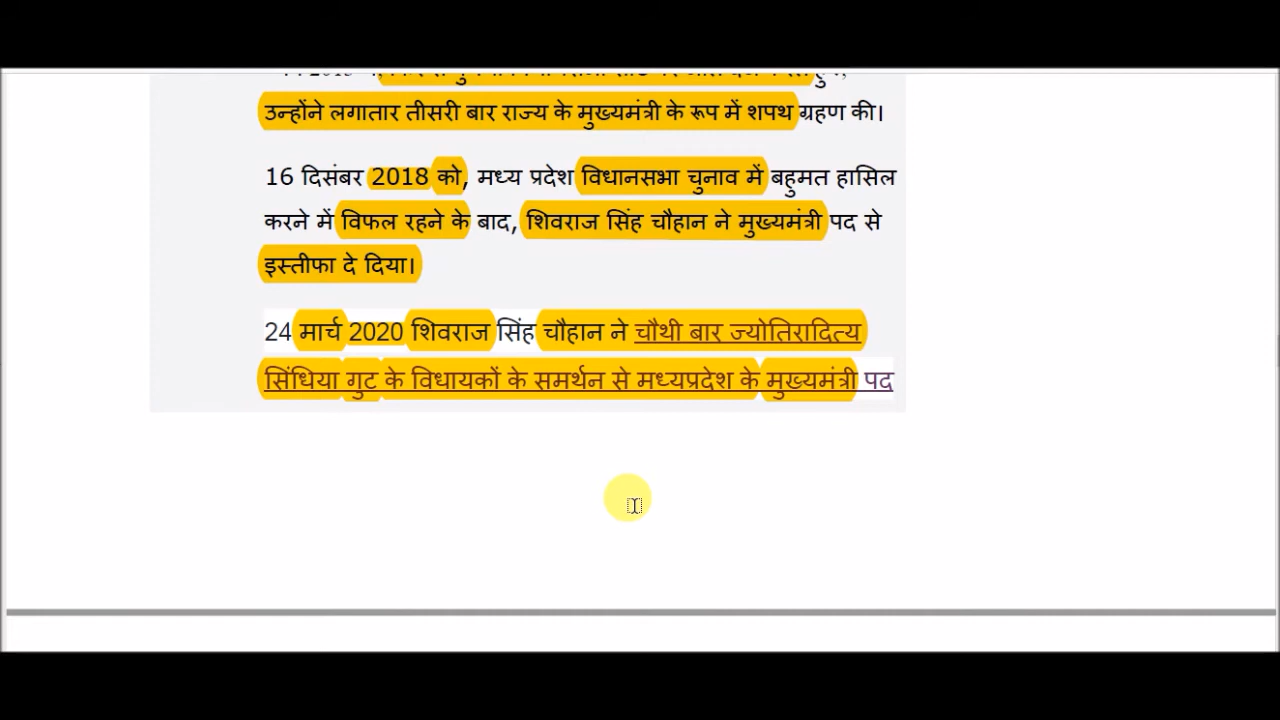 उन्होंने लगातार तीसरी बार राज्य के मुख्यमंत्री के रूप में शपथ ग्रहण की।
16 दिसंबर 2018 को, मध्य प्रदेश विधानसभा चुनाव में बहुमत हासिल
करने में विफल रहने के बाद, शिवराज सिंह चौहान ने मुख्यमंत्री पद से
इस्तीफा दे दिया।
24 मार्च 2020 शिवराज सिंह चौहान ने चौथी बार ज्योतिरादित्य
सिंधिया गुट के विधायकों के समर्थन से मध्यप्रदेश के मुख्यमंत्री पद